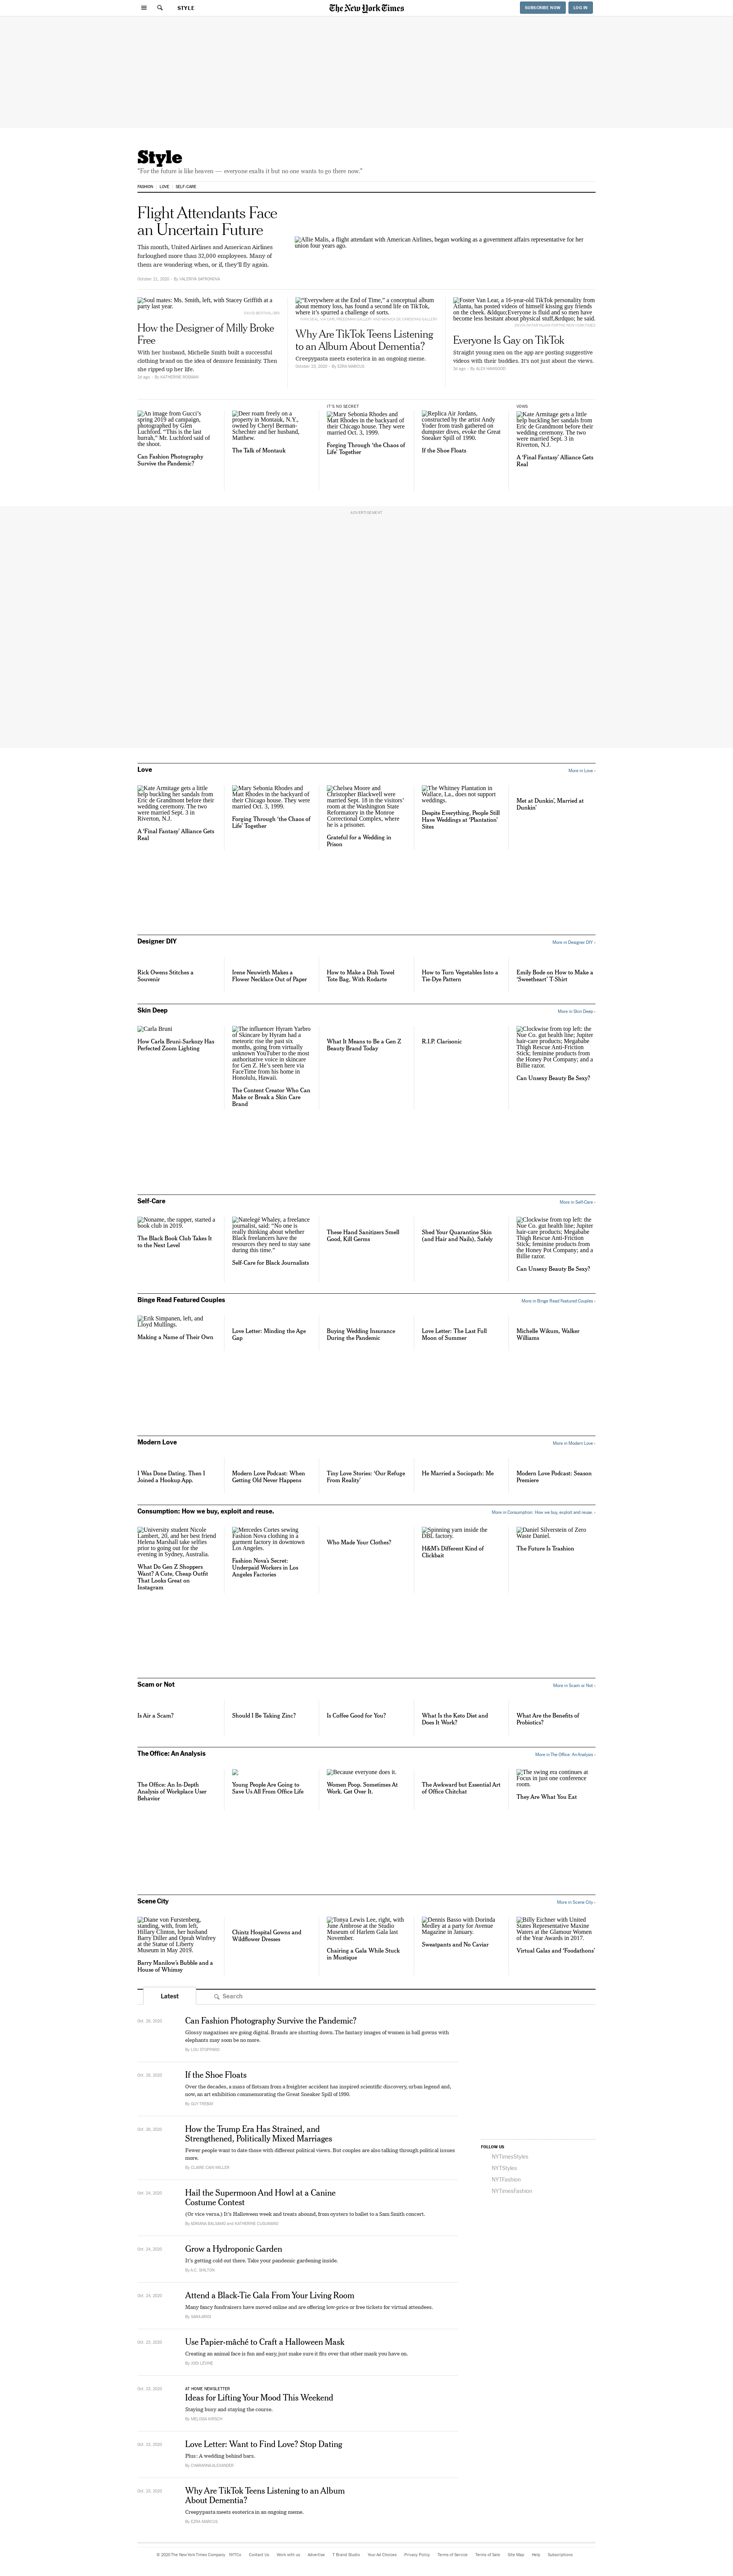 STYLE
The New York Times
SUBSCRIBE NOW
LOG IN
Style
"For the future is like heaven — everyone exalts it but no one wants to go there now."
FASHION
LOVE
SELF-CARE
Flight Attendants Face
an Uncertain Future
This month, United Airlines and American Airlines
furloughed more than 32,000 employees. Many of
them are wondering when, or if, they'll fly again.
Allie Malis, a flight attendant with American Airlines, began working as a government affairs representative for her
union four years ago.
Soul mates: Ms. Smith, left, with Stacey Griffith at a
party last year.
How the Designer of Milly Broke
Free
With her husband, Michelle Smith built a successful
clothing brand on the idea of demure femininity. Then
she ripped up her life.
2d ago
"Everywhere at the End of Time," a conceptual album
about memory loss, found a second life on TikTok,
where it's spurred a challenge of sorts.
Why Are TikTok Teens Listening
to an Album About Dementia?
Creepypasta meets esoterica in an ongoing meme.
October 23, 2020 - By EZRA MARCUS
Foster Van Lear, a 16-year-old TikTok personality from
Atlanta, has posted videos of himself kissing guy friends
on the cheek. &ldquo;Everyone is fluid and so men have
become less hesitant about physical stuff,&rdquo; he said.
Everyone Is Gay on TikTok
Straight young men on the app are posting suggestive
videos with their buddies. It's not just about the views.
3d ago - By ALEX HAWGOOD
An image from Gucci's
spring 2019 ad campaign,
photographed by Glen
Luchford. "This is the last
hurrah," Mr. Luchford said of
the shoot.
Can Fashion Photography
Survive the Pandemic?
Deer roam freely on a
property in Montauk, N.Y.,
owned by Cheryl Berman-
Schechter and her husband,
Matthew.
The Talk of Montauk
IT'S NO SECRET
Mary Sebonia Rhodes and
Matt Rhodes in the backyard of
their Chicago house. They were
married Oct. 3, 1999.
Forging Through 'the Chaos of
Life' Together
Replica Air Jordans,
constructed by the artist Andy
Yoder from trash gathered on
dumpster dives, evoke the Great
Sneaker Spill of 1990.
If the Shoe Floats
VOWS
Kate Armitage gets a little
help buckling her sandals from
Eric de Grandmont before their
wedding ceremony. The two
were married Sept. 3 in
Riverton, N.J.
A 'Final Fantasy' Alliance Gets
Real
ADVERTISEMENT
Love
More in Love ›
Kate Armitage gets a little
help buckling her sandals from
Eric de Grandmont before their
wedding ceremony. The two
were married Sept. 3 in
Riverton, N.J.
A 'Final Fantasy' Alliance Gets
Real
Mary Sebonia Rhodes and
Matt Rhodes in the backyard of
their Chicago house. They were
married Oct. 3, 1999.
Forging Through 'the Chaos of
Life' Together
Chelsea Moore and
Christopher Blackwell were
married Sept. 18 in the visitors'
room at the Washington State
Reformatory in the Monroe
Correctional Complex, where
he is a prisoner.
Grateful for a Wedding in
Prison
The Whitney Plantation in
Wallace, La., does not support
weddings.
Despite Everything, People Still
Have Weddings at 'Plantation'
Sites
Met at Dunkin', Married at
Dunkin'
Designer DIY
More in Designer DIY ›
Rick Owens Stitches a
Souvenir
Irene Neuwirth Makes a
Flower Necklace Out of Paper
How to Make a Dish Towel
Tote Bag, With Rodarte
How to Turn Vegetables Into a
Tie-Dye Pattern
Emily Bode on How to Make a
'Sweetheart' T-Shirt
Skin Deep
More in Skin Deep ›
Carla Bruni
How Carla Bruni-Sarkozy Has
Perfected Zoom Lighting
The influencer Hyram Yarbro
of Skincare by Hyram had a
meteoric rise the past six
months, going from virtually
unknown YouTuber to the most
authoritative voice in skincare
for Gen Z. He's seen here via
FaceTime from his home in
Honolulu, Hawaii.
The Content Creator Who Can
Make or Break a Skin Care
Brand
What It Means to Be a Gen Z
Beauty Brand Today
R.I.P. Clarisonic
Clockwise from top left: the
Nue Co. gut health line; Jupiter
hair-care products; Megababe
Thigh Rescue Anti-Friction
Stick; feminine products from
the Honey Pot Company; and a
Billie razor.
Can Unsexy Beauty Be Sexy?
Self-Care
More in Self-Care ›
Noname, the rapper, started a
book club in 2019.
The Black Book Club Takes It
to the Next Level
Natelegé Whaley, a freelance
journalist, said: "No one is
really thinking about whether
Black freelancers have the
resources they need to stay sane
during this time."
Self-Care for Black Journalists
These Hand Sanitizers Smell
Good, Kill Germs
Shed Your Quarantine Skin
(and Hair and Nails), Safely
Clockwise from top left: the
Nue Co. gut health line; Jupiter
hair-care products; Megababe
Thigh Rescue Anti-Friction
Stick; feminine products from
the Honey Pot Company; and a
Billie razor.
Can Unsexy Beauty Be Sexy?
Binge Read Featured Couples
More in Binge Read Featured Couples ›
Erik Simpanen, left, and
Lloyd Mullings.
Making a Name of Their Own
Love Letter: Minding the Age
Gap
Buying Wedding Insurance
During the Pandemic
Love Letter: The Last Full
Moon of Summer
Michelle Wikum, Walker
Williams
Modern Love
More in Modern Love ›
I Was Done Dating. Then I
Joined a Hookup App.
Modern Love Podcast: When
Getting Old Never Happens
Tiny Love Stories: 'Our Refuge
From Reality'
He Married a Sociopath: Me
Modern Love Podcast: Season
Premiere
Consumption: How we buy, exploit and reuse.
More in Consumption: How we buy, exploit and reuse. ›
University student Nicole
Lambert, 20, and her best friend
Helena Marshall take selfies
prior to going out for the
evening in Sydney, Australia.
What Do Gen Z Shoppers
Want? A Cute, Cheap Outfit
That Looks Great on
Instagram
Mercedes Cortes sewing
Fashion Nova clothing in a
garment factory in downtown
Los Angeles.
Fashion Nova's Secret:
Underpaid Workers in Los
Angeles Factories
Who Made Your Clothes?
Spinning yarn inside the
DBL factory.
H&M's Different Kind of
Clickbait
Daniel Silverstein of Zero
Waste Daniel.
The Future Is Trashion
Scam or Not
More in Scam or Not ›
Is Air a Scam?
Should I Be Taking Zinc?
Is Coffee Good for You?
What Is the Keto Diet and
Does It Work?
What Are the Benefits of
Probiotics?
The Office: An Analysis
More in The Office: An Analysis ›
The Office: An In-Depth
Analysis of Workplace User
Behavior
Young People Are Going to
Save Us All From Office Life
Because everyone does it.
Women Poop. Sometimes At
Work. Get Over It.
The Awkward but Essential Art
of Office Chitchat
The swing era continues at
Focus in just one conference
room.
They Are What You Eat
Scene City
More in Scene City ›
Diane von Furstenberg,
standing, with, from left,
Hillary Clinton, her husband
Barry Diller and Oprah Winfrey
at the Statue of Liberty
Museum in May 2019.
Barry Manilow's Bubble and a
House of Whimsy
Chintz Hospital Gowns and
Wildflower Dresses
Tonya Lewis Lee, right, with
June Ambrose at the Studio
Museum of Harlem Gala last
November.
Chairing a Gala While Stuck
in Mustique
Dennis Basso with Dorinda
Medley at a party for Avenue
Magazine in January.
Sweatpants and No Caviar
Billy Eichner with United
States Representative Maxine
Waters at the Glamour Women
of the Year Awards in 2017.
Virtual Galas and 'Foodathons'
Latest
Search
Can Fashion Photography Survive the Pandemic?
Glossy magazines are going digital. Brands are shutting down. The fantasy images of women in ball gowns with
elephants may soon be no more.
By LOU STOPPARD
If the Shoe Floats
Over the decades, a mass of flotsam from a freighter accident has inspired scientific discovery, urban legend and,
now, an art exhibition commemorating the Great Sneaker Spill of 1990.
By GUY TREBAY
How the Trump Era Has Strained, and
Strengthened, Politically Mixed Marriages
Fewer people want to date those with different political views. But couples are also talking through political issues
more.
By CLAIRE CAIN MILLER
Oct. 24, 2020
Hail the Supermoon And Howl at a Canine
Costume Contest
(Or vice versa.) It's Halloween week and treats abound, from oysters to ballet to a Sam Smith concert.
Oct. 24, 2020
Grow a Hydroponic Garden
It's getting cold out there. Take your pandemic gardening inside.
By A.C. SHILTON
Oct. 24, 2020
Attend a Black-Tie Gala From Your Living Room
Many fancy fundraisers have moved online and are offering low-price or free tickets for virtual attendees.
Oct. 23, 2020
Use Papier-mâché to Craft a Halloween Mask
Creating an animal face is fun and easy, just make sure it fits over that other mask you have on.
By JODI LEVINE
Oct. 23, 2020
AT HOME NEWSLETTER
Ideas for Lifting Your Mood This Weekend
Staying busy and staying the course.
By MELISSA KIRSCH
Oct. 23, 2020
Love Letter: Want to Find Love? Stop Dating
Plus: A wedding behind bars.
By CHARANNA ALEXANDER
Oct. 23, 2020
Why Are TikTok Teens Listening to an Album
About Dementia?
Creepypasta meets esoterica in an ongoing meme.
By EZRA MARCUS
FOLLOW US
NYTimesStyles
NYTStyles
NYTFashion
NYTimesFashion
© 2020 The New York Times Company
NYTCo
Contact Us
Work with us
Advertise
T Brand Studio
Your Ad Choices
Privacy Policy
Terms of Service
Terms of Sale
Site Map
Help
Subscriptions